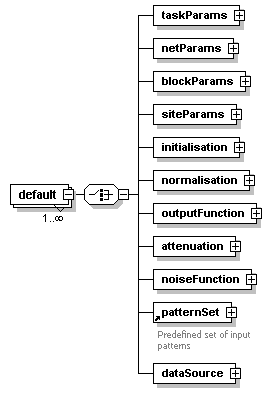 taskParams
netParams
blockParams
siteParams
initialisation
normalisation
default
1..∞
outputFunction
attenuation
noiseFunction
patternSet
Predefined set of input
patterns
dataSource